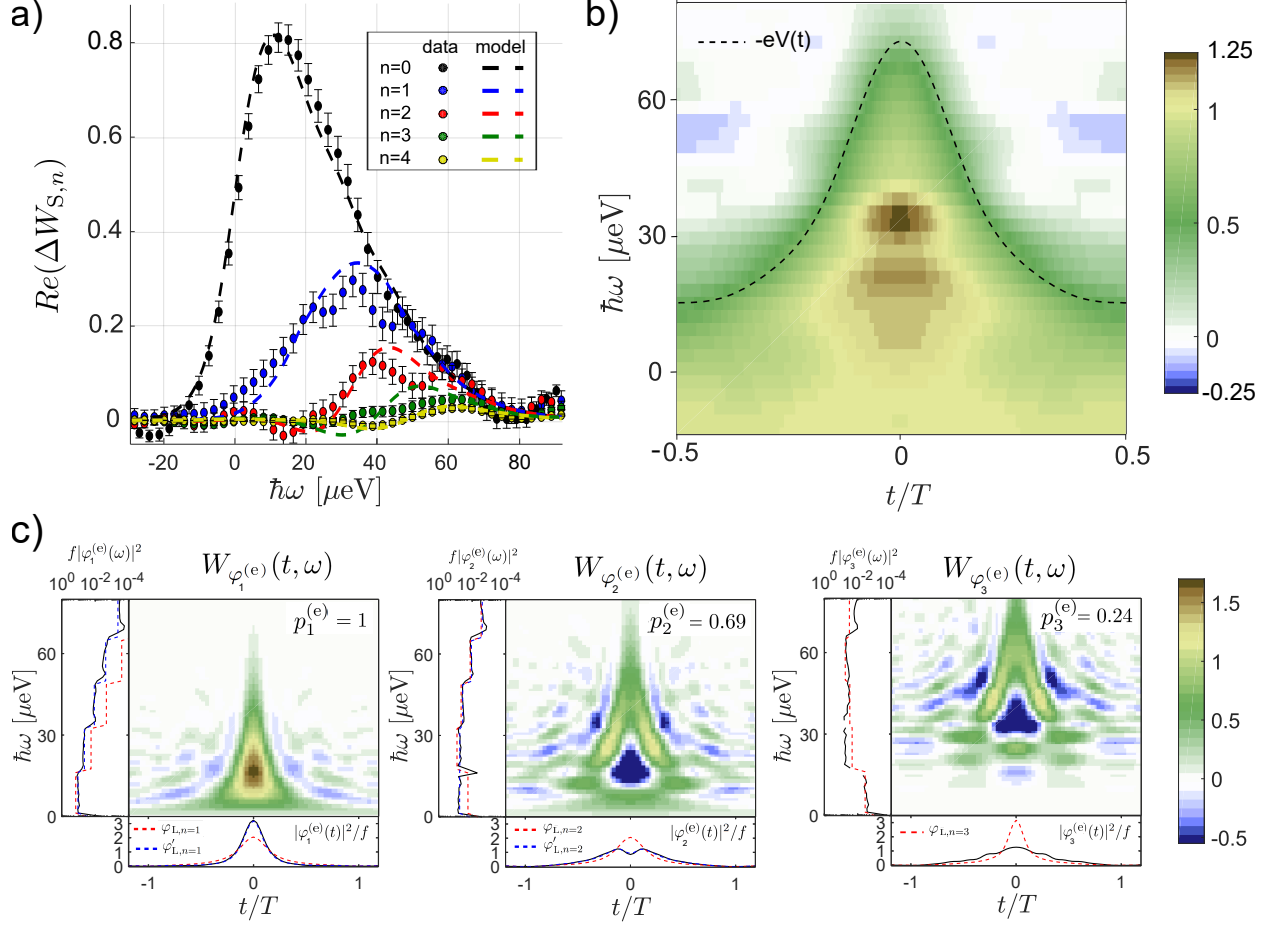 a)
data model
n=0
n=1
n=2
n=3
n=4
Re(ΔW_{S,n})
0.8
0.6
0.4
0.2
0
-20 0 20 40 60 80
ħω [μeV]
b)
-eV(t)
ħω [μeV]
60
30
0
-0.5 0 0.5
t/T
1.25
1
0.5
0
-0.25
c)
f|φ_1^{(e)}(ω)|^2
10^0 10^-2 10^-4
W_{φ_1^{(e)}}(t, ω)
p_1^{(e)} = 1
ħω [μeV]
60
30
0
φ_{L,n=1}
φ'_{L,n=1}
|φ_1^{(e)}(t)|^2/f
3
2
1
0
-1 0 1
t/T
f|φ_2^{(e)}(ω)|^2
10^0 10^-2 10^-4
W_{φ_2^{(e)}}(t, ω)
p_2^{(e)} = 0.69
ħω [μeV]
60
30
0
φ_{L,n=2}
φ'_{L,n=2}
|φ_2^{(e)}(t)|^2/f
3
2
1
0
-1 0 1
t/T
f|φ_3^{(e)}(ω)|^2
10^0 10^-2 10^-4
W_{φ_3^{(e)}}(t, ω)
p_3^{(e)} = 0.24
ħω [μeV]
60
30
0
φ_{L,n=3}
|φ_3^{(e)}(t)|^2/f
3
2
1
0
-1 0 1
t/T
1.5
1
0.5
0
-0.5